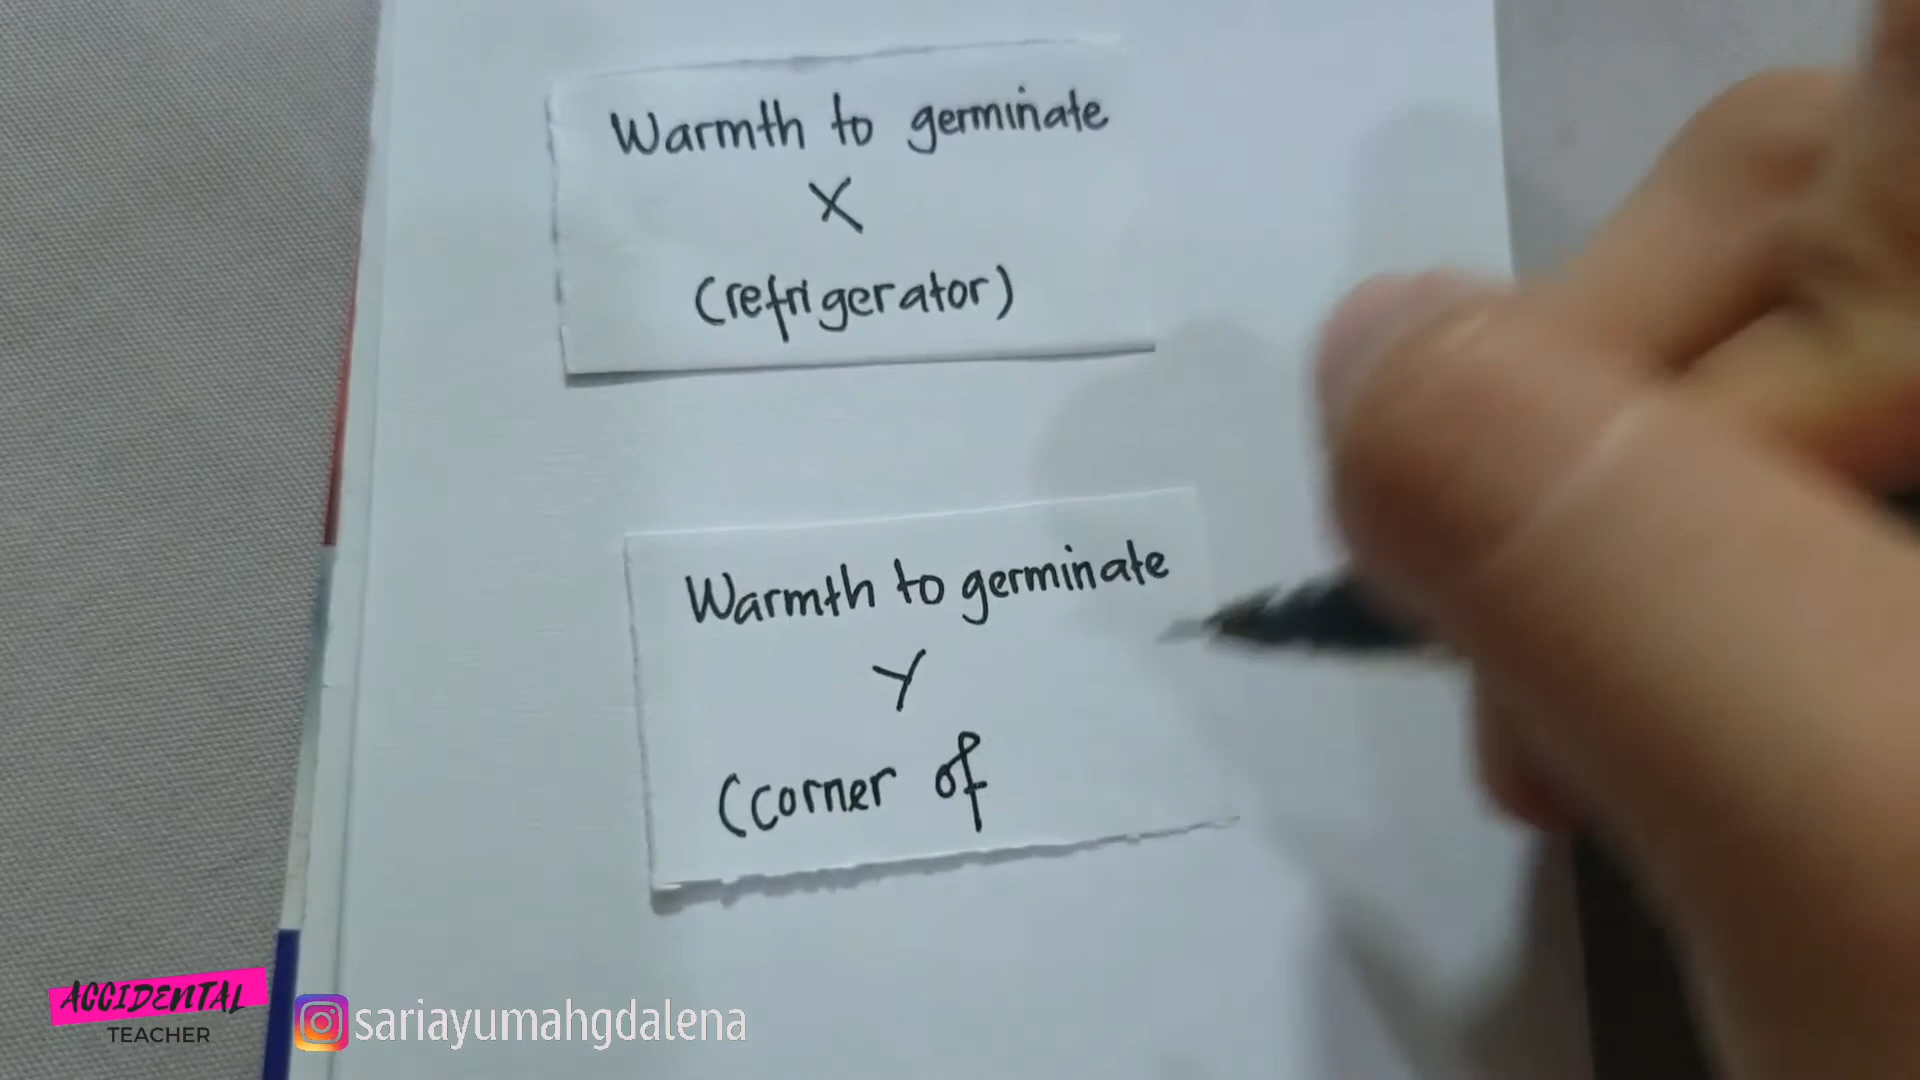 Warmth to germinate
X
(refrigerator)
Warmth to germinate
Y
(corner of
ACCIDENTAL
TEACHER
sariayumahgdalena